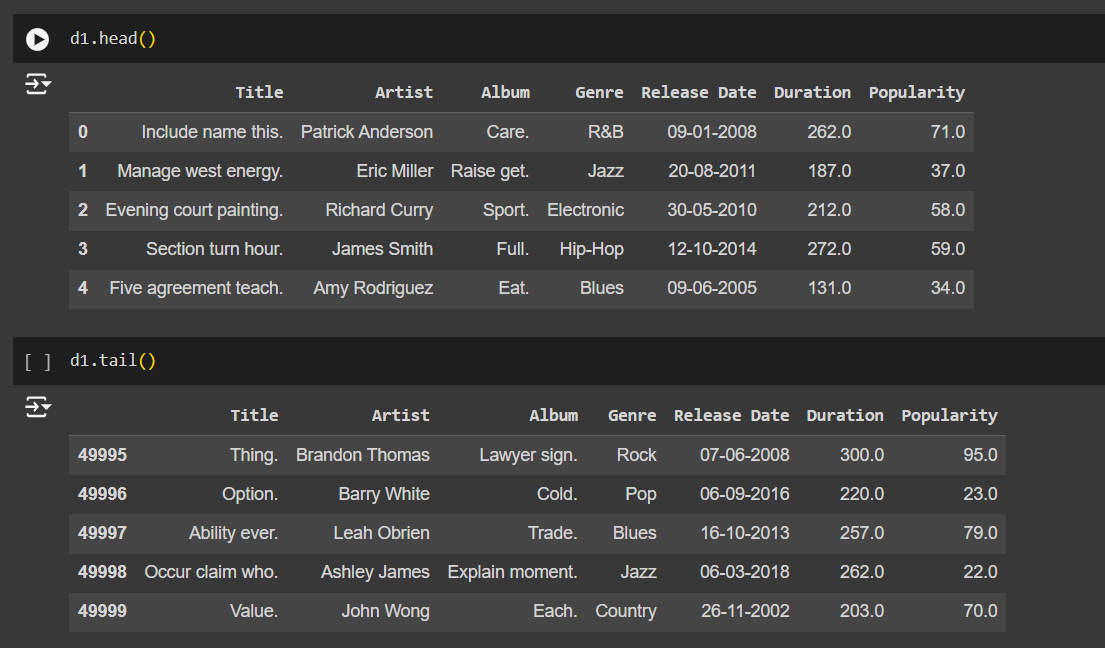 d1.head()
Title Artist Album Genre Release Date Duration Popularity
0 Include name this. Patrick Anderson Care. R&B 09-01-2008 262.0 71.0
1 Manage west energy. Eric Miller Raise get. Jazz 20-08-2011 187.0 37.0
2 Evening court painting. Richard Curry Sport. Electronic 30-05-2010 212.0 58.0
3 Section turn hour. James Smith Full. Hip-Hop 12-10-2014 272.0 59.0
4 Five agreement teach. Amy Rodriguez Eat. Blues 09-06-2005 131.0 34.0
[ ] d1.tail()
Title Artist Album Genre Release Date Duration Popularity
49995 Thing. Brandon Thomas Lawyer sign. Rock 07-06-2008 300.0 95.0
49996 Option. Barry White Cold. Pop 06-09-2016 220.0 23.0
49997 Ability ever. Leah Obrien Trade. Blues 16-10-2013 257.0 79.0
49998 Occur claim who. Ashley James Explain moment. Jazz 06-03-2018 262.0 22.0
49999 Value. John Wong Each. Country 26-11-2002 203.0 70.0